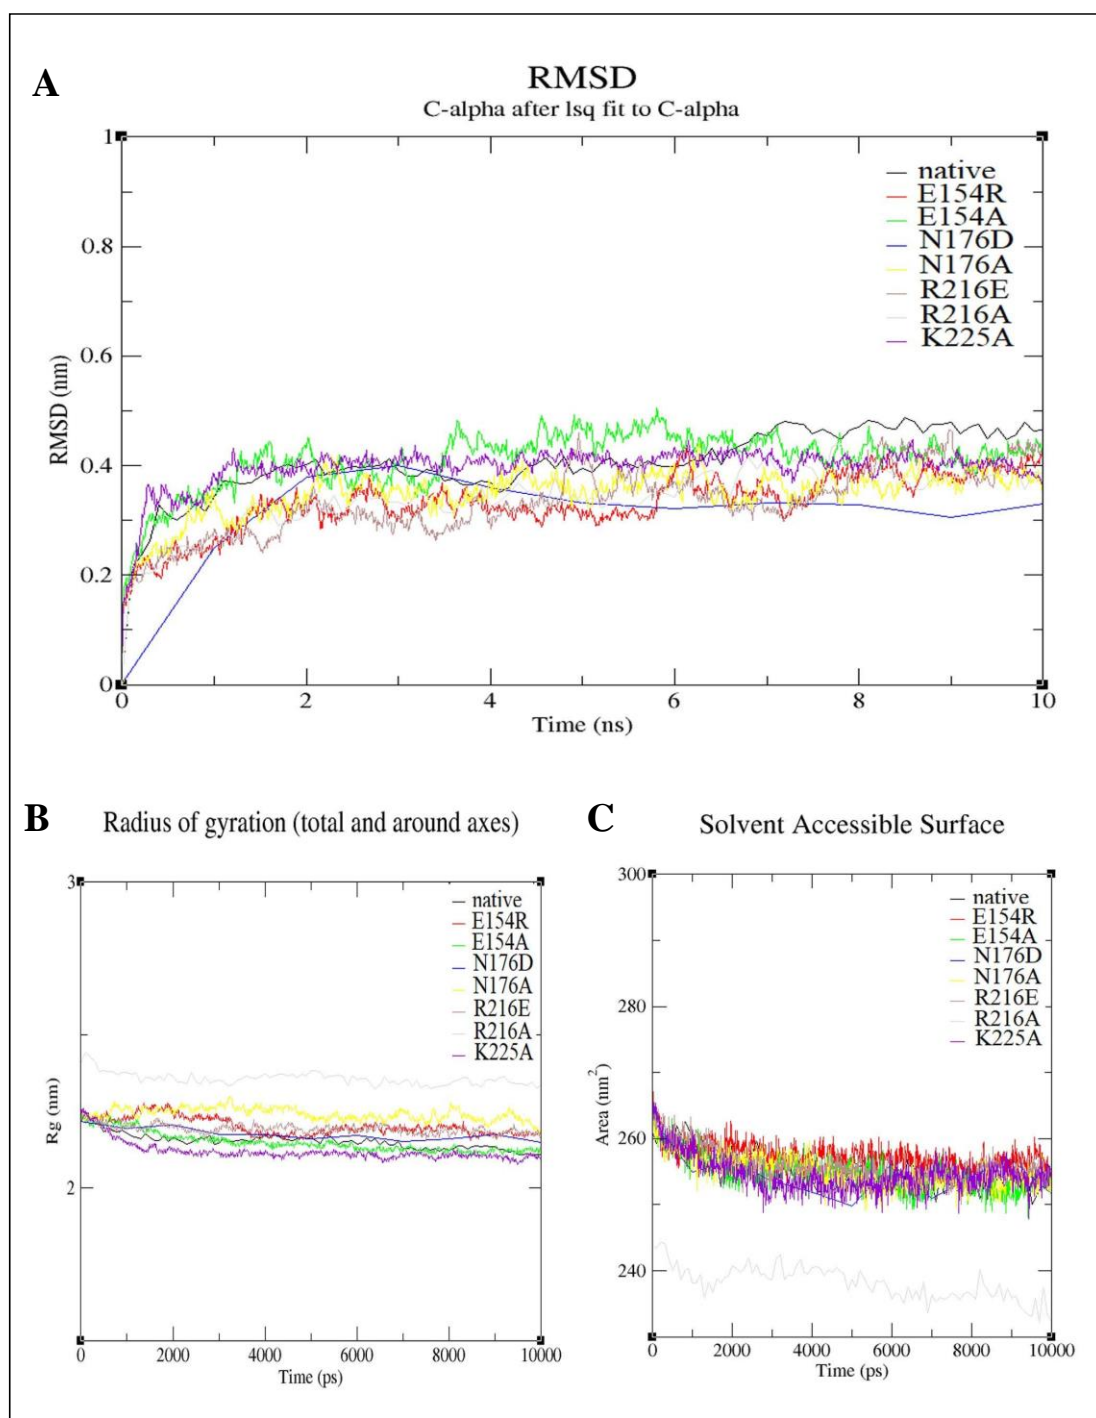 A
RMSD
C-alpha after lsq fit to C-alpha
1
0.8
0.6
0.4
0.2
0
RMSD (nm)
native
E154R
E154A
N176D
N176A
R216E
R216A
K225A
0 2 4 6 8 10
Time (ns)
B
Radius of gyration (total and around axes)
3
2
Rg (nm)
native
E154R
E154A
N176D
N176A
R216E
R216A
K225A
0 2000 4000 6000 8000 10000
Time (ps)
C
Solvent Accessible Surface
300
280
260
240
Area (nm²)
native
E154R
E154A
N176D
N176A
R216E
R216A
K225A
0 2000 4000 6000 8000 10000
Time (ps)